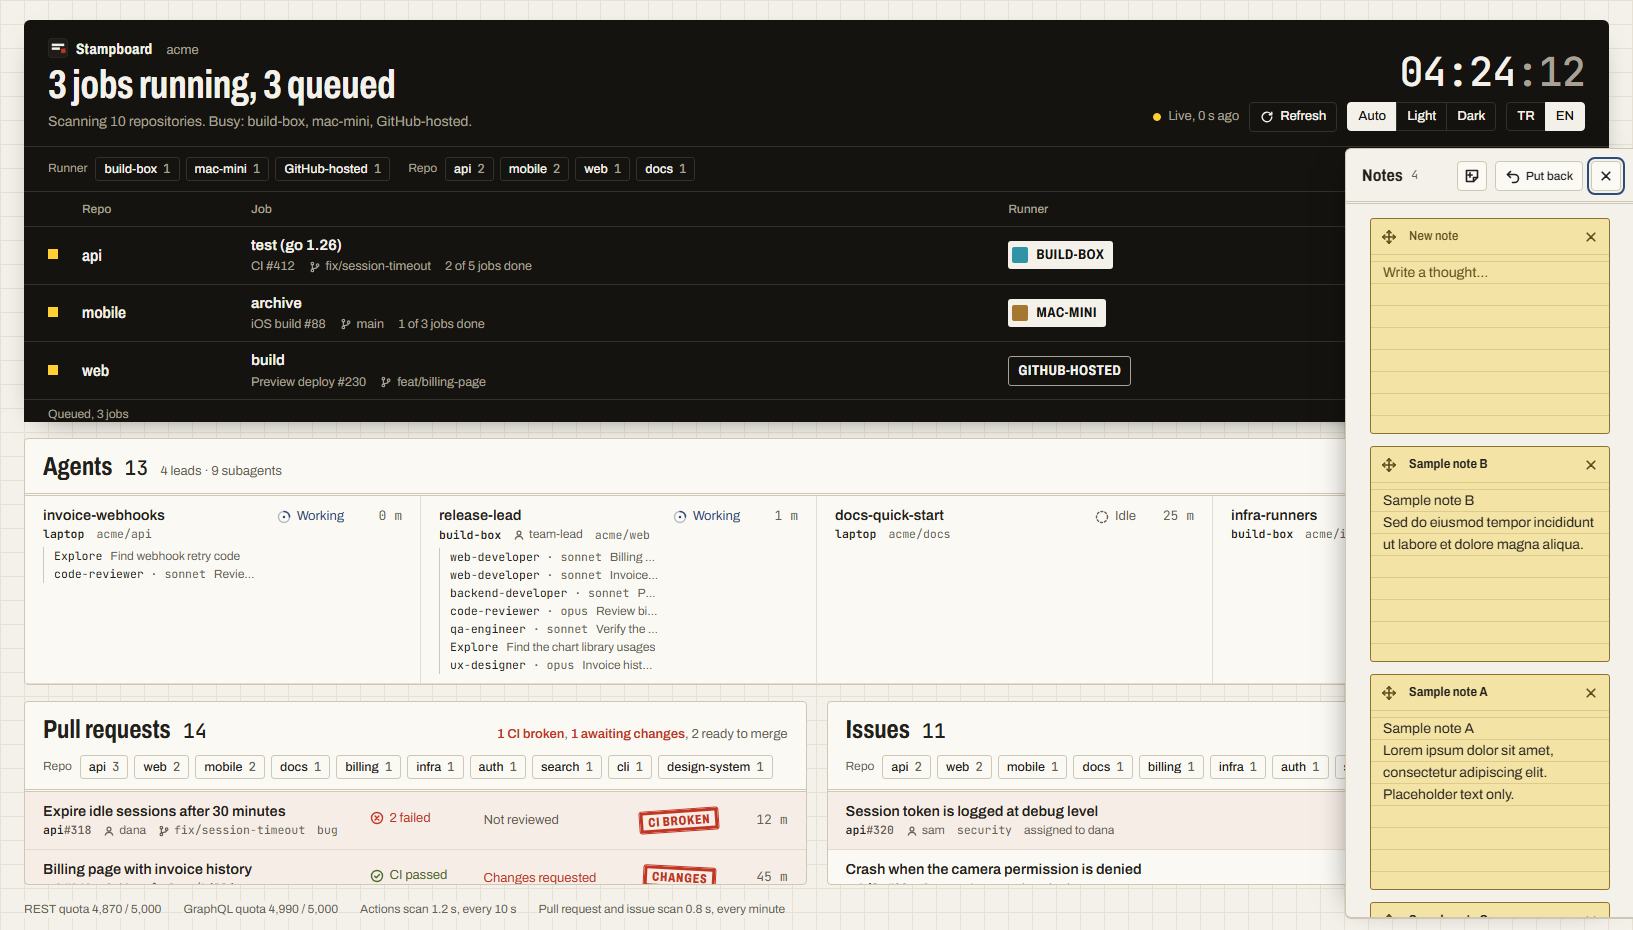 Stampboard acme
3 jobs running, 3 queued
Scanning 10 repositories. Busy: build-box, mac-mini, GitHub-hosted.
04:24:12
Live, 0 s ago Refresh Auto Light Dark TR EN
Runner build-box 1 mac-mini 1 GitHub-hosted 1 Repo api 2 mobile 2 web 1 docs 1
Repo Job Runner
api
test (go 1.26)
CI #412 fix/session-timeout 2 of 5 jobs done
BUILD-BOX
mobile
archive
iOS build #88 main 1 of 3 jobs done
MAC-MINI
web
build
Preview deploy #230 feat/billing-page
GITHUB-HOSTED
Queued, 3 jobs
Agents 13 4 leads · 9 subagents
invoice-webhooks Working 0 m
laptop acme/api
Explore Find webhook retry code
code-reviewer · sonnet Revie...
release-lead Working 1 m
build-box team-lead acme/web
web-developer · sonnet Billing ...
web-developer · sonnet Invoice...
backend-developer · sonnet P...
code-reviewer · opus Review bi...
qa-engineer · sonnet Verify the ...
Explore Find the chart library usages
ux-designer · opus Invoice hist...
docs-quick-start Idle 25 m
laptop acme/docs
infra-runners
build-box acme/i
Pull requests 14 1 CI broken, 1 awaiting changes, 2 ready to merge
Repo api 3 web 2 mobile 2 docs 1 billing 1 infra 1 auth 1 search 1 cli 1 design-system 1
Expire idle sessions after 30 minutes
api#318 dana fix/session-timeout bug
2 failed Not reviewed CI BROKEN 12 m
Billing page with invoice history
CI passed Changes requested CHANGES 45 m
Issues 11
Repo api 2 web 2 mobile 1 docs 1 billing 1 infra 1 auth 1
Session token is logged at debug level
api#320 sam security assigned to dana
Crash when the camera permission is denied
Notes 4 Put back
New note
Write a thought...
Sample note B
Sample note B
Sed do eiusmod tempor incididunt
ut labore et dolore magna aliqua.
Sample note A
Sample note A
Lorem ipsum dolor sit amet,
consectetur adipiscing elit.
Placeholder text only.
REST quota 4,870 / 5,000 GraphQL quota 4,990 / 5,000 Actions scan 1.2 s, every 10 s Pull request and issue scan 0.8 s, every minute